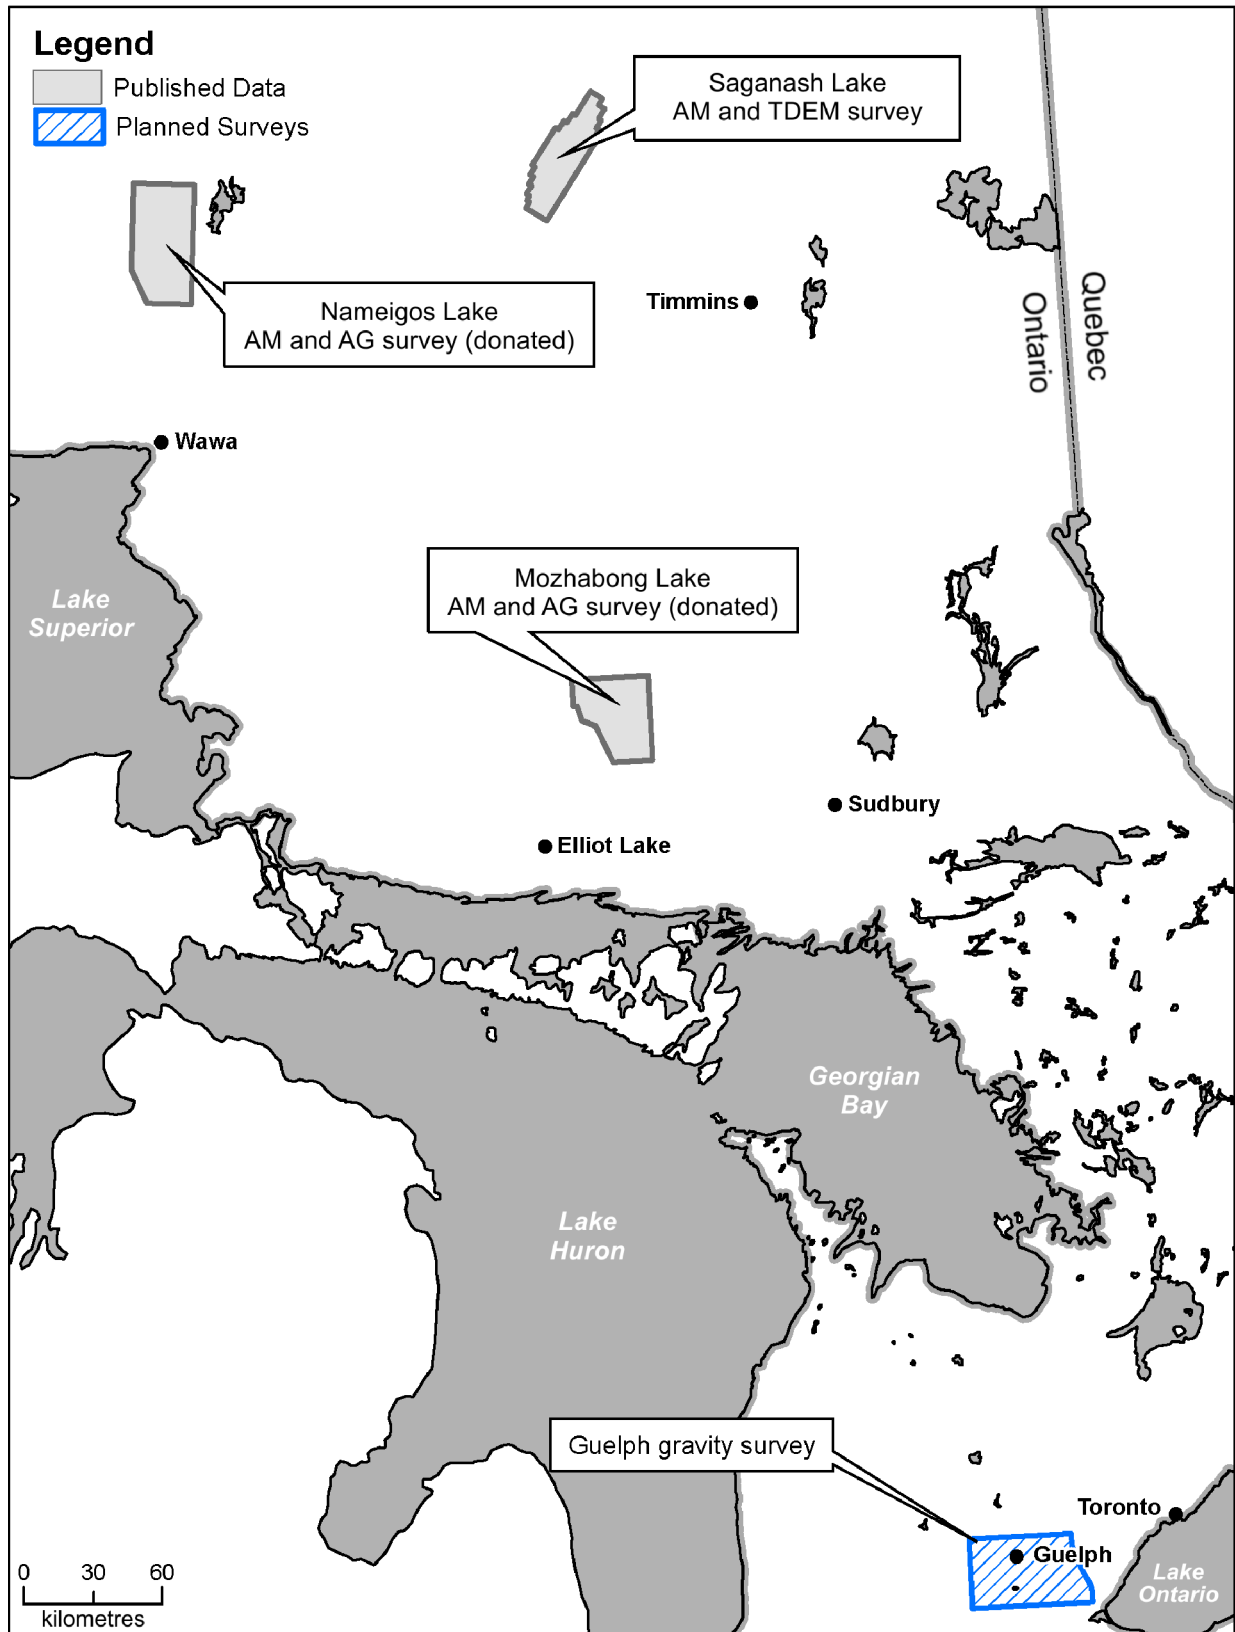 Legend
Published Data
Planned Surveys
Saganash Lake
AM and TDEM survey
Nameigos Lake
AM and AG survey (donated)
Timmins
Quebec
Ontario
Wawa
Mozhabong Lake
AM and AG survey (donated)
Lake
Superior
Sudbury
Elliot Lake
Georgian
Bay
Lake
Huron
Guelph gravity survey
Toronto
Guelph
Lake
Ontario
0 30 60
kilometres